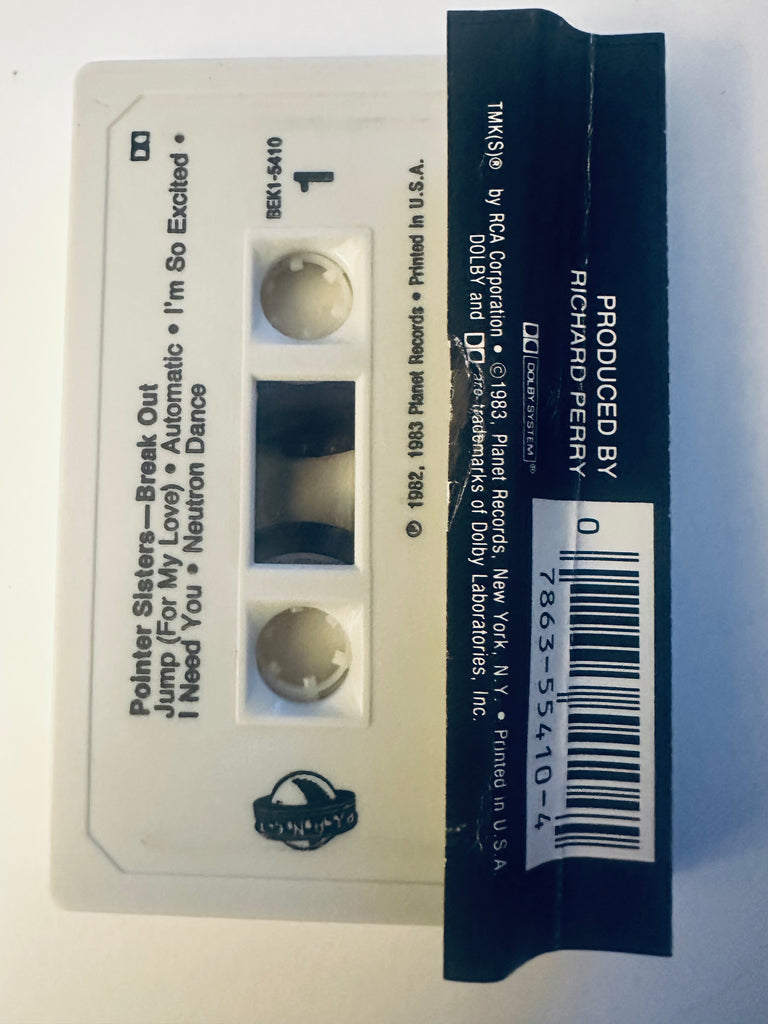 Pointer Sisters—Break Out
Jump (For My Love) • Automatic • I'm So Excited •
I Need You • Neutron Dance
BEK1-5410
1
PLANET
℗ 1982, 1983 Planet Records • Printed in U.S.A.
PRODUCED BY
RICHARD PERRY
DOLBY SYSTEM®
TMK(S)® by RCA Corporation • ©1983, Planet Records, New York, N.Y. • Printed in U.S.A.
DOLBY and are trademarks of Dolby Laboratories, Inc.
0 7863-55410-4